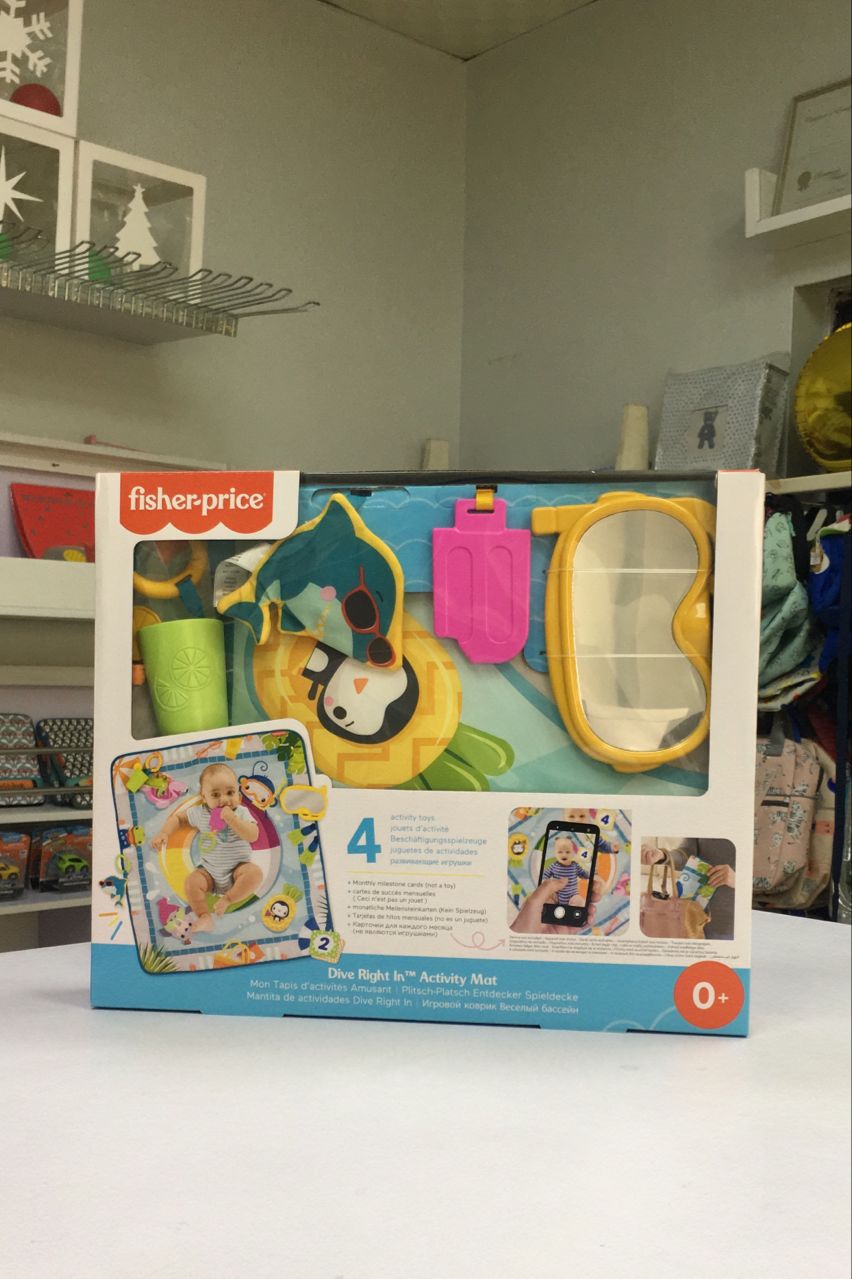 fisher-price
4
activity toys
jouets d'activité
Beschäftigungsspielzeuge
juguetes de actividades
развивающие игрушки
+ Monthly milestone cards (not a toy)
+ cartes de succès mensuelles
( Ceci n'est pas un jouet )
+ monatliche Meilensteinkarten (Kein Spielzeug)
+ Tarjetas de hitos mensuales (no es un juguete)
+ Карточки для каждого месяца
(не являются игрушками)
4
4
2
Dive Right In™ Activity Mat
Mon Tapis d'activités Amusant | Plitsch-Platsch Entdecker Spieldecke
Mantita de actividades Dive Right In | Игровой коврик Веселый бассейн
0+